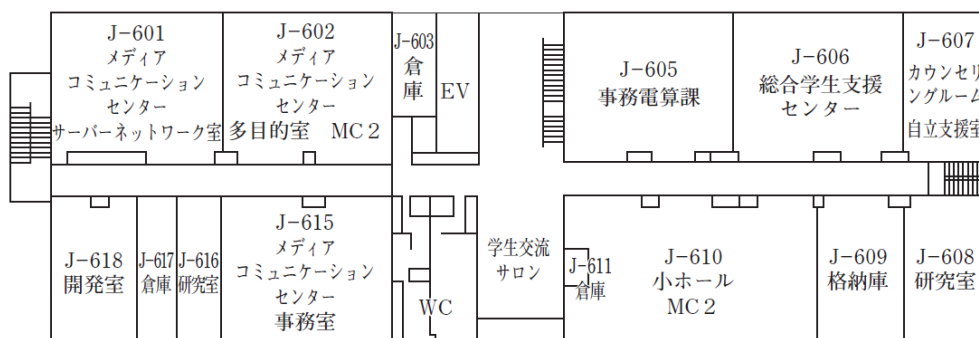 J-601
メディア
コミュニケーション
センター
サーバーネットワーク室
J-602
メディア
コミュニケーション
センター
多目的室 MC2
J-603
倉庫
EV
J-605
事務電算課
J-606
総合学生支援
センター
J-607
カウンセリ
ングルーム
自立支援室
J-618
開発室
J-617
倉庫
J-616
研究室
J-615
メディア
コミュニケーション
センター
事務室
WC
学生交流
サロン
J-611
倉庫
J-610
小ホール
MC2
J-609
格納庫
J-608
研究室